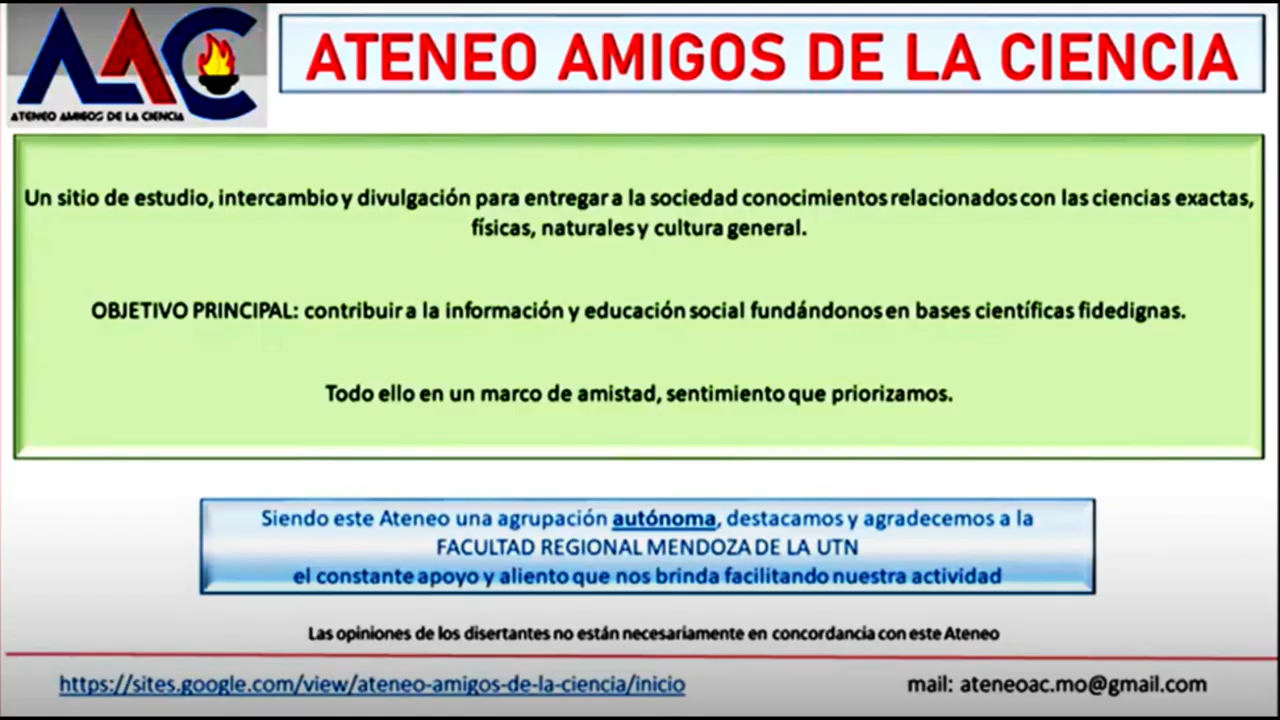 AAC
ATENEO AMIGOS DE LA CIENCIA
ATENEO AMIGOS DE LA CIENCIA
Un sitio de estudio, intercambio y divulgación para entregar a la sociedad conocimientos relacionados con las ciencias exactas,
físicas, naturales y cultura general.
OBJETIVO PRINCIPAL: contribuir a la información y educación social fundándonos en bases científicas fidedignas.
Todo ello en un marco de amistad, sentimiento que priorizamos.
Siendo este Ateneo una agrupación autónoma, destacamos y agradecemos a la
FACULTAD REGIONAL MENDOZA DE LA UTN
el constante apoyo y aliento que nos brinda facilitando nuestra actividad
Las opiniones de los disertantes no están necesariamente en concordancia con este Ateneo
https://sites.google.com/view/ateneo-amigos-de-la-ciencia/inicio
mail: ateneoac.mo@gmail.com